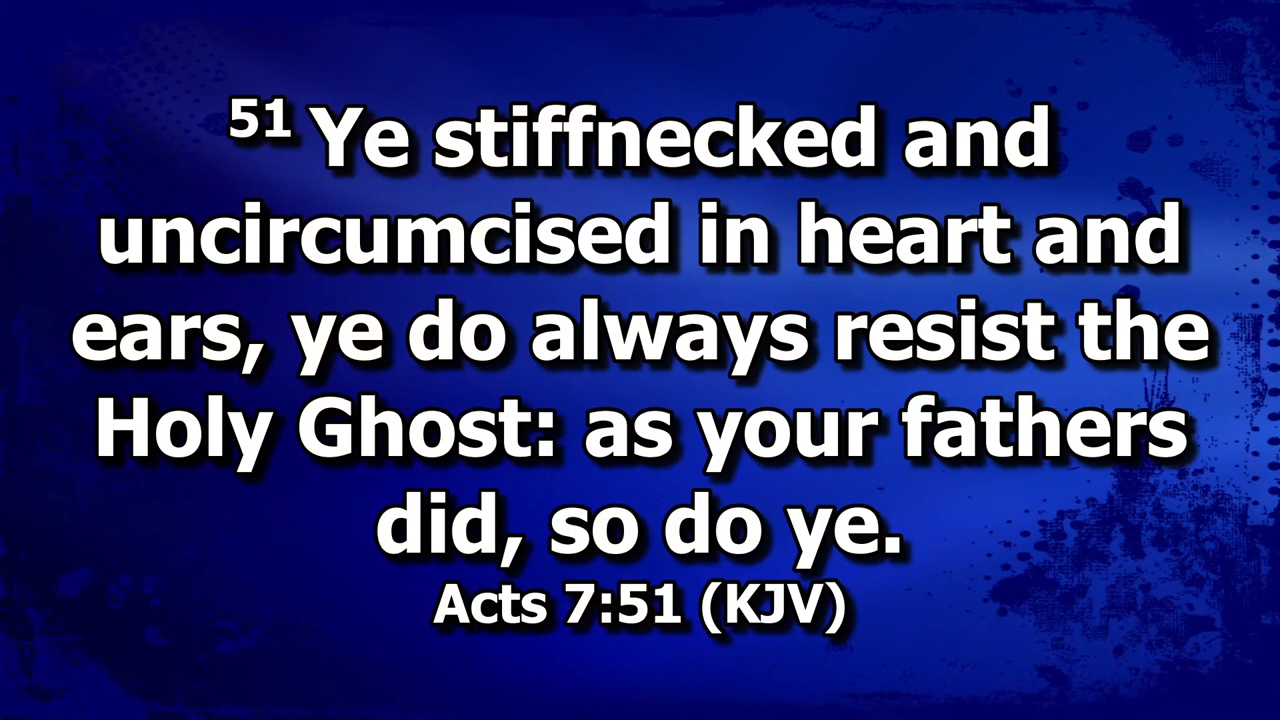 51 Ye stiffnecked and
uncircumcised in heart and
ears, ye do always resist the
Holy Ghost: as your fathers
did, so do ye.
Acts 7:51 (KJV)